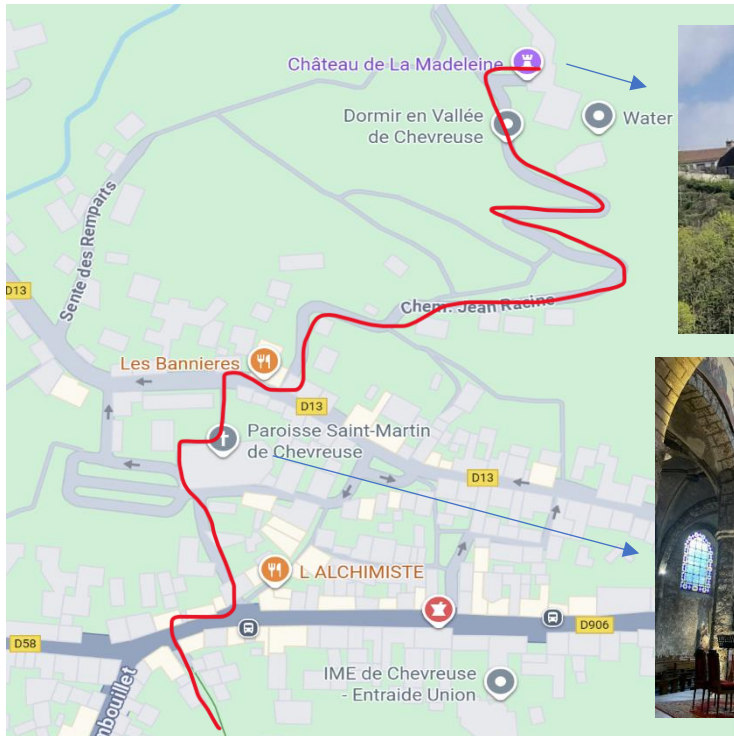 Château de La Madeleine
Dormir en Vallée
de Chevreuse
Water
Sente des Remparts
D13
Chem. Jean Racine
Les Bannieres
D13
Paroisse Saint-Martin
de Chevreuse
D13
L ALCHIMISTE
D906
D58
IME de Chevreuse
- Entraide Union
mbouillet